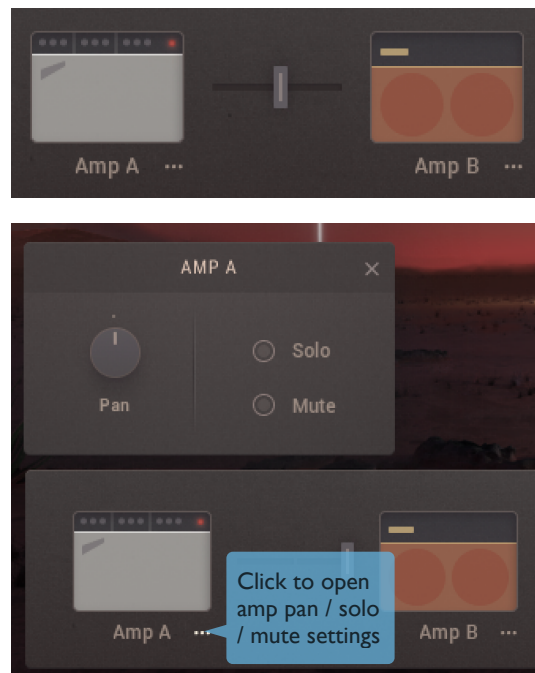 Amp A ...
Amp B ...
AMP A ×
Solo
Pan
Mute
Click to open
amp pan / solo
/ mute settings
Amp A ...
Amp B ...